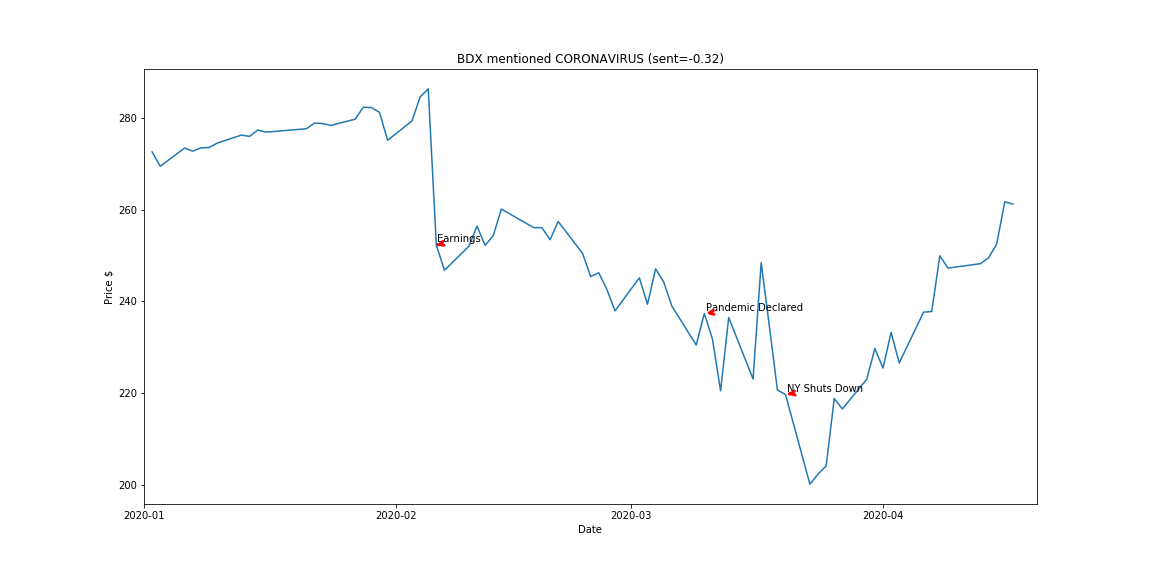 BDX mentioned CORONAVIRUS (sent=-0.32)
280
260
240
220
200
Price $
Earnings
Pandemic Declared
NY Shuts Down
2020-01
2020-02
2020-03
2020-04
Date